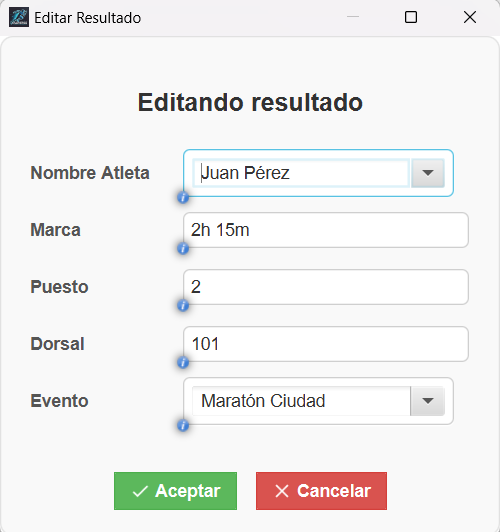 Editar Resultado
Editando resultado
Nombre Atleta
Juan Pérez
Marca
2h 15m
Puesto
2
Dorsal
101
Evento
Maratón Ciudad
Aceptar
Cancelar